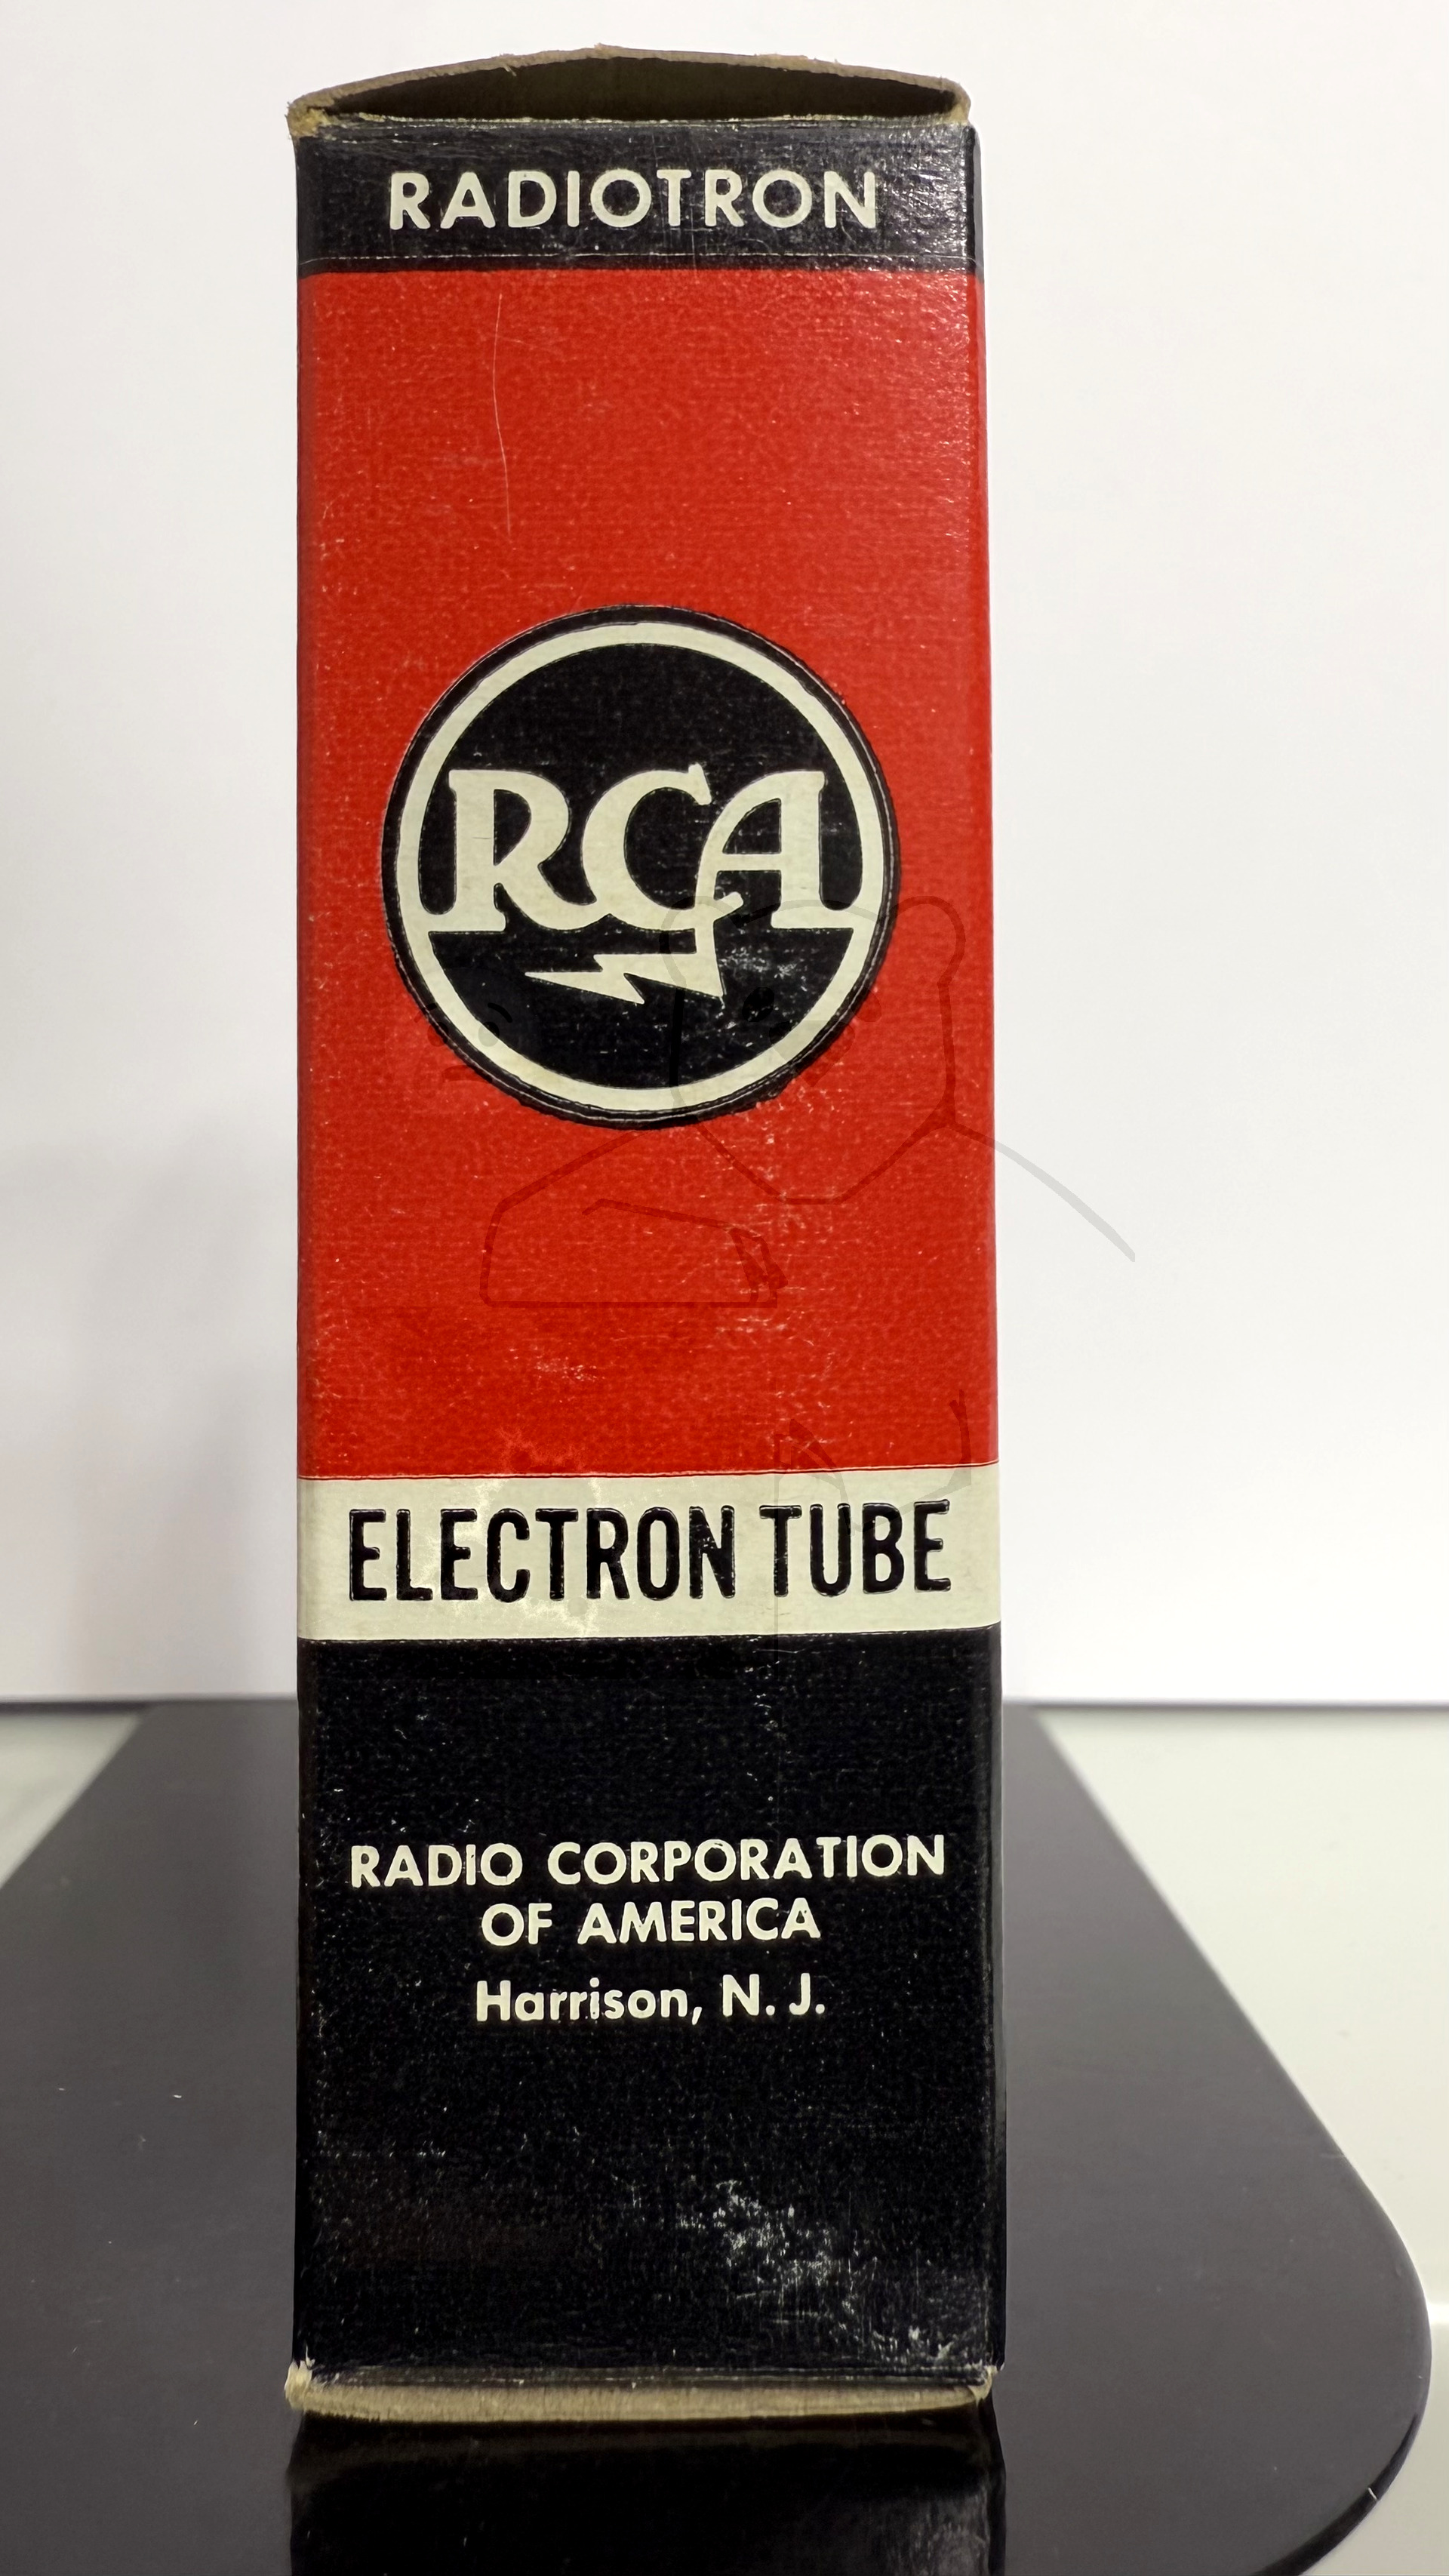 RADIOTRON
RCA
ELECTRON TUBE
RADIO CORPORATION
OF AMERICA
Harrison, N. J.